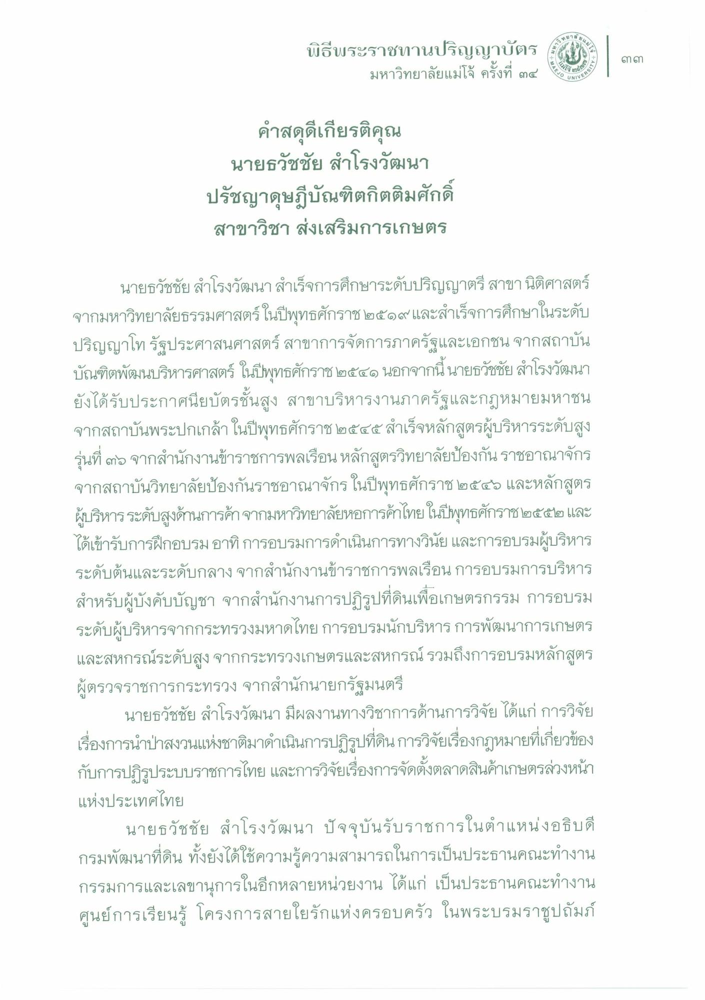 พิธีพระราชทานปริญญาบัตร
มหาวิทยาลัยแม่โจ้ ครั้งที่ ๓๔
มหาวิทยาลัยแม่โจ้
แม่โจ้ ๒๔๗๗
MAEJO UNIVERSITY
๓๓
คำสดุดีเกียรติคุณ
นายธวัชชัย สำโรงวัฒนา
ปรัชญาดุษฎีบัณฑิตกิตติมศักดิ์
สาขาวิชา ส่งเสริมการเกษตร
นายธวัชชัย สำโรงวัฒนา สำเร็จการศึกษาระดับปริญญาตรี สาขา นิติศาสตร์
จากมหาวิทยาลัยธรรมศาสตร์ ในปีพุทธศักราช ๒๕๑๙ และสำเร็จการศึกษาในระดับ
ปริญญาโท รัฐประศาสนศาสตร์ สาขาการจัดการภาครัฐและเอกชน จากสถาบัน
บัณฑิตพัฒนบริหารศาสตร์ ในปีพุทธศักราช ๒๕๔๑ นอกจากนี้ นายธวัชชัย สำโรงวัฒนา
ยังได้รับประกาศนียบัตรชั้นสูง สาขาบริหารงานภาครัฐและกฎหมายมหาชน
จากสถาบันพระปกเกล้า ในปีพุทธศักราช ๒๕๔๕ สำเร็จหลักสูตรผู้บริหารระดับสูง
รุ่นที่ ๓๖ จากสำนักงานข้าราชการพลเรือน หลักสูตรวิทยาลัยป้องกัน ราชอาณาจักร
จากสถาบันวิทยาลัยป้องกันราชอาณาจักร ในปีพุทธศักราช ๒๕๔๖ และหลักสูตร
ผู้บริหาร ระดับสูงด้านการค้า จากมหาวิทยาลัยหอการค้าไทย ในปีพุทธศักราช ๒๕๕๒ และ
ได้เข้ารับการฝึกอบรม อาทิ การอบรมการดำเนินการทางวินัย และการอบรมผู้บริหาร
ระดับต้นและระดับกลาง จากสำนักงานข้าราชการพลเรือน การอบรมการบริหาร
สำหรับผู้บังคับบัญชา จากสำนักงานการปฏิรูปที่ดินเพื่อเกษตรกรรม การอบรม
ระดับผู้บริหารจากกระทรวงมหาดไทย การอบรมนักบริหาร การพัฒนาการเกษตร
และสหกรณ์ระดับสูง จากกระทรวงเกษตรและสหกรณ์ รวมถึงการอบรมหลักสูตร
ผู้ตรวจราชการกระทรวง จากสำนักนายกรัฐมนตรี
นายธวัชชัย สำโรงวัฒนา มีผลงานทางวิชาการด้านการวิจัย ได้แก่ การวิจัย
เรื่องการนำป่าสงวนแห่งชาติมาดำเนินการปฏิรูปที่ดิน การวิจัยเรื่องกฎหมายที่เกี่ยวข้อง
กับการปฏิรูประบบราชการไทย และการวิจัยเรื่องการจัดตั้งตลาดสินค้าเกษตรล่วงหน้า
แห่งประเทศไทย
นายธวัชชัย สำโรงวัฒนา ปัจจุบันรับราชการในตำแหน่งอธิบดี
กรมพัฒนาที่ดิน ทั้งยังได้ใช้ความรู้ความสามารถในการเป็นประธานคณะทำงาน
กรรมการและเลขานุการในอีกหลายหน่วยงาน ได้แก่ เป็นประธานคณะทำงาน
ศูนย์การเรียนรู้ โครงการสายใยรักแห่งครอบครัว ในพระบรมราชูปถัมภ์